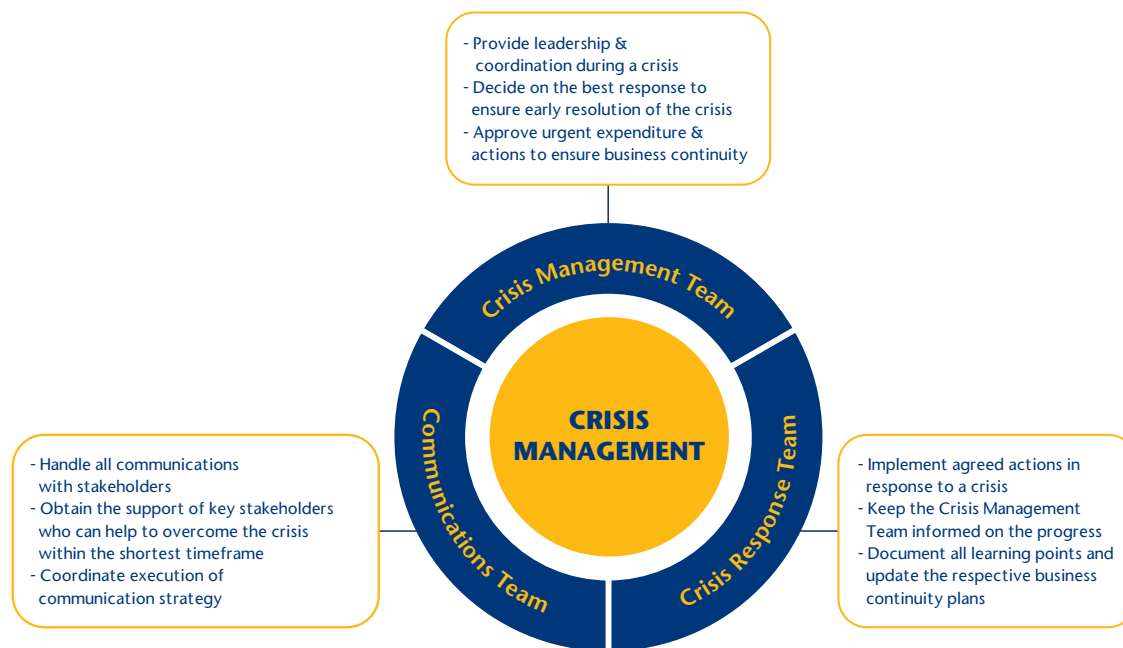 - Provide leadership &
coordination during a crisis
- Decide on the best response to
ensure early resolution of the crisis
- Approve urgent expenditure &
actions to ensure business continuity
Crisis Management Team
CRISIS
MANAGEMENT
Communications Team
Crisis Response Team
- Handle all communications
with stakeholders
- Obtain the support of key stakeholders
who can help to overcome the crisis
within the shortest timeframe
- Coordinate execution of
communication strategy
- Implement agreed actions in
response to a crisis
- Keep the Crisis Management
Team informed on the progress
- Document all learning points and
update the respective business
continuity plans